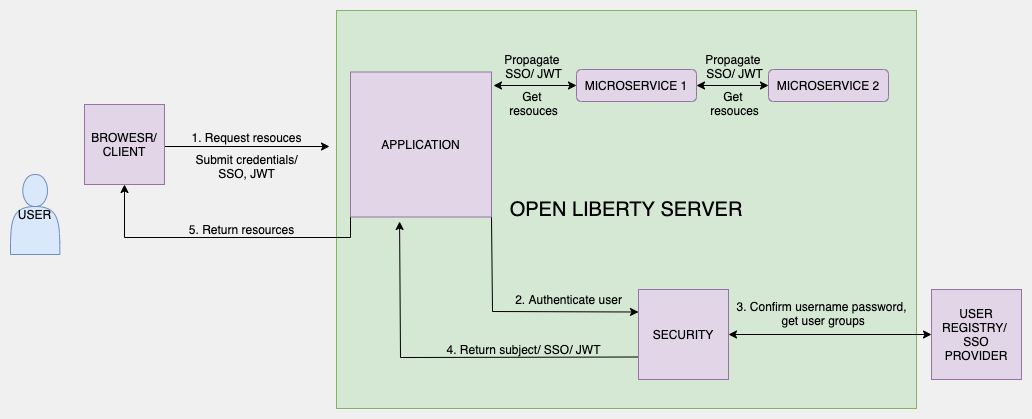 Propagate
SSO/ JWT
Propagate
SSO/ JWT
MICROSERVICE 1
MICROSERVICE 2
Get
resouces
Get
resouces
BROWESR/
CLIENT
1. Request resouces
APPLICATION
Submit credentials/
SSO, JWT
USER
OPEN LIBERTY SERVER
5. Return resources
2. Authenticate user
3. Confirm username password,
get user groups
SECURITY
USER
REGISTRY/
SSO
PROVIDER
4. Return subject/ SSO/ JWT